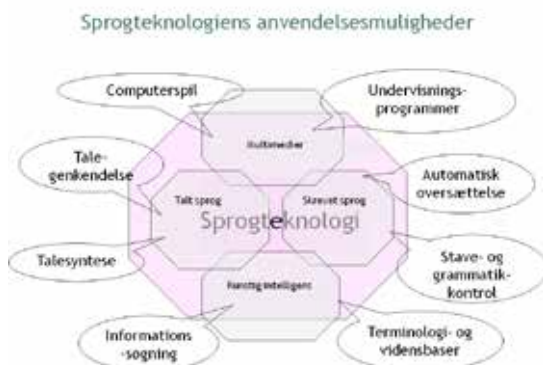 Sprogteknologiens anvendelsesmuligheder
Computerspil
Undervisnings-
programmer
Multimedier
Tale-
genkendelse
Automatisk
oversættelse
Talt sprog
Skrevet sprog
Sprogteknologi
Talesyntese
Stave- og
grammatik-
kontrol
Kunstig intelligens
Informations
-søgning
Terminologi- og
vidensbaser